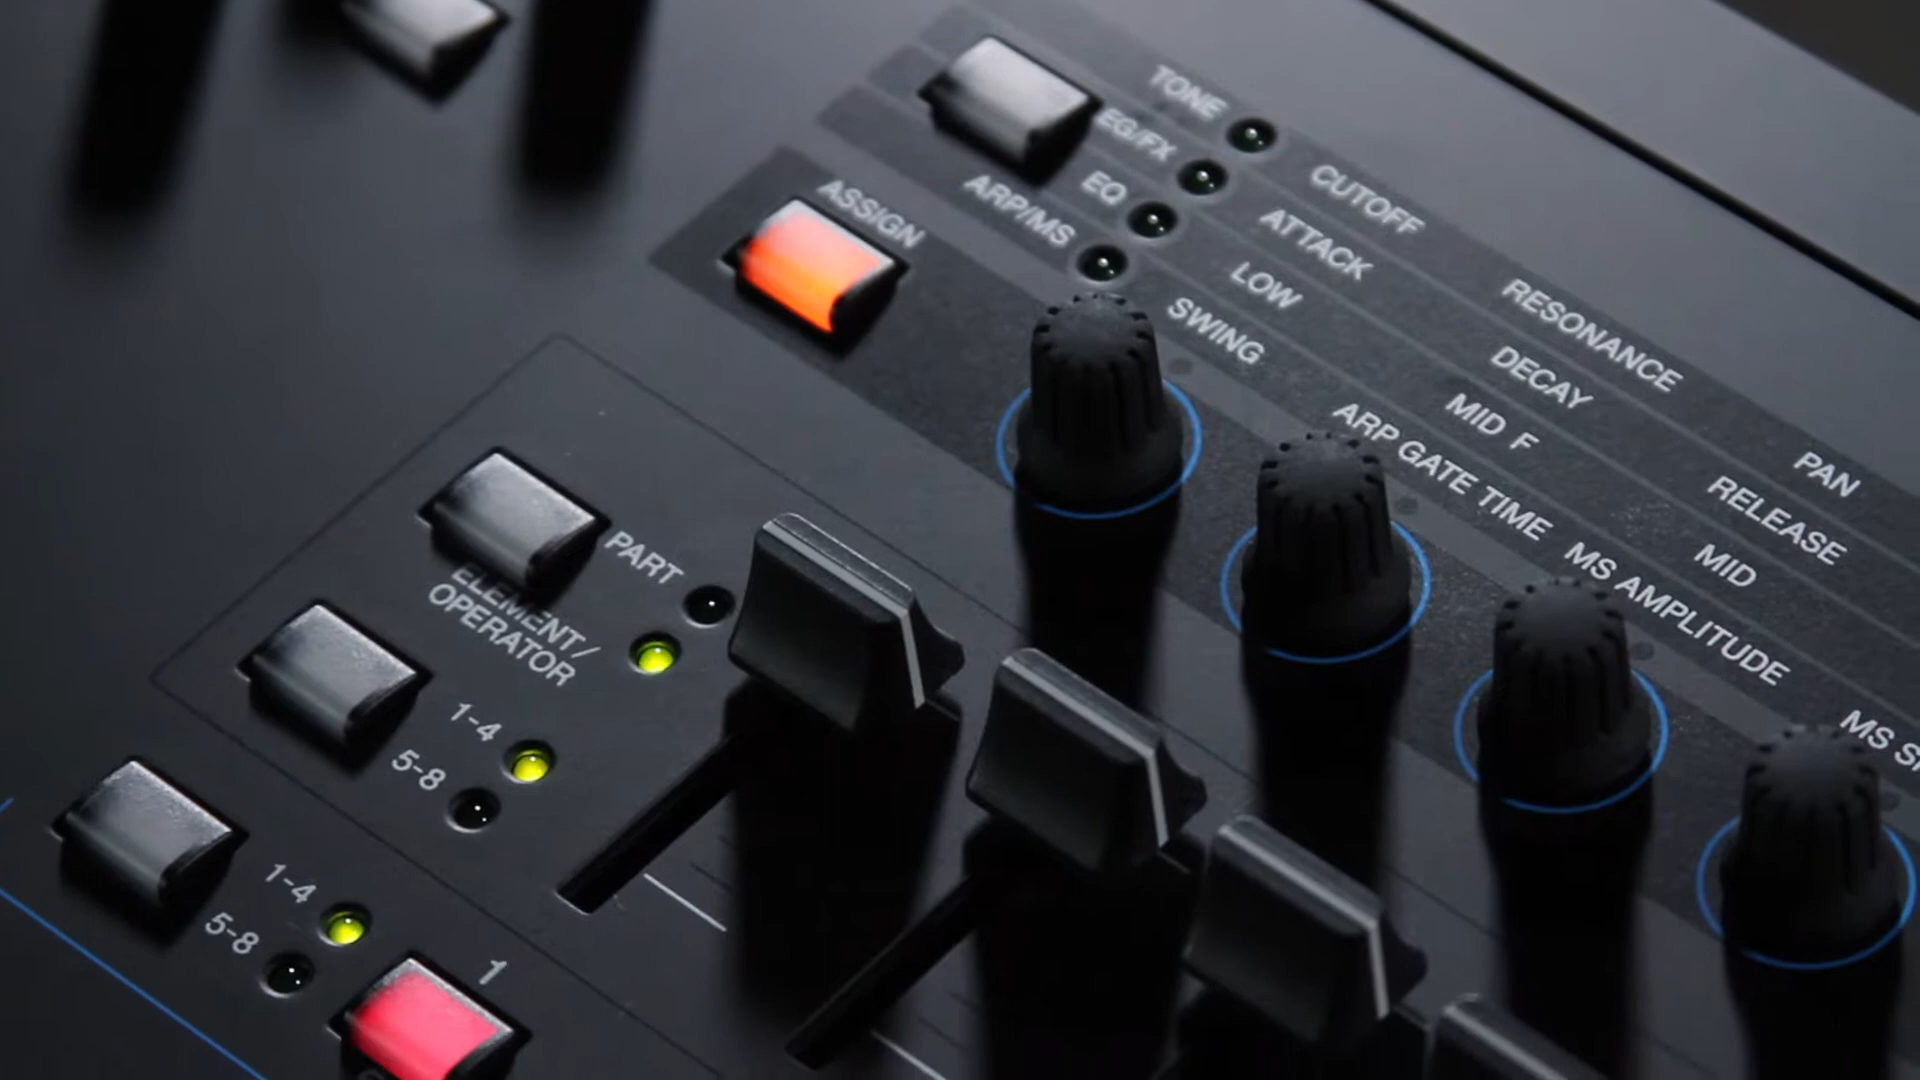 TONE
CUTOFF
RESONANCE
PAN
EG/FX
ATTACK
DECAY
RELEASE
EQ
LOW
MID F
MID
ARP/MS
SWING
ARP GATE TIME
MS AMPLITUDE
MS
ASSIGN
PART
ELEMENT/
OPERATOR
1-4
5-8
1-4
5-8
1